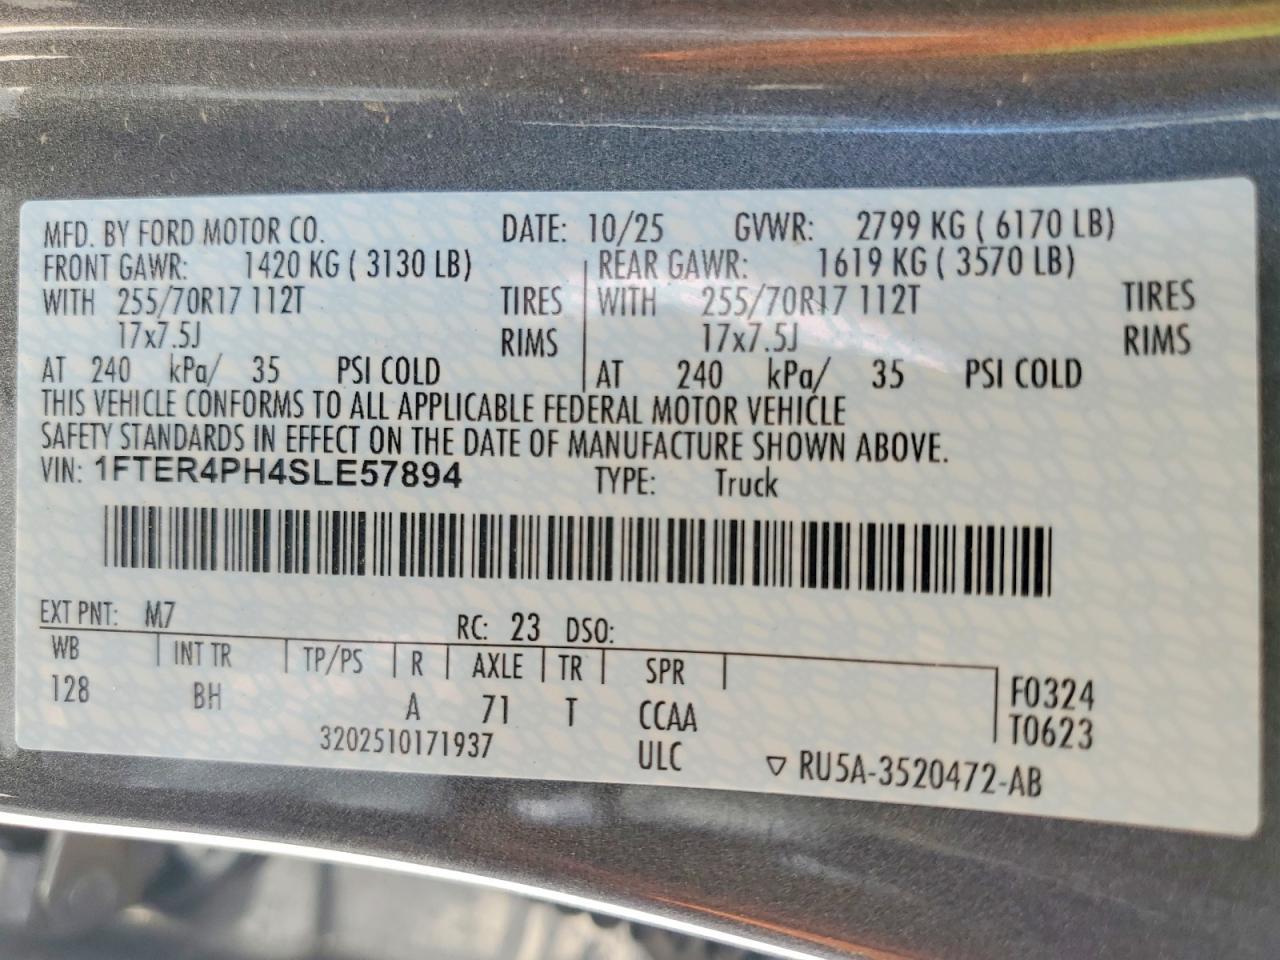 MFD. BY FORD MOTOR CO. DATE: 10/25 GVWR: 2799 KG ( 6170 LB)
FRONT GAWR: 1420 KG ( 3130 LB) REAR GAWR: 1619 KG ( 3570 LB)
WITH 255/70R17 112T TIRES WITH 255/70R17 112T TIRES
17x7.5J RIMS 17x7.5J RIMS
AT 240 kPa/ 35 PSI COLD AT 240 kPa/ 35 PSI COLD
THIS VEHICLE CONFORMS TO ALL APPLICABLE FEDERAL MOTOR VEHICLE
SAFETY STANDARDS IN EFFECT ON THE DATE OF MANUFACTURE SHOWN ABOVE.
VIN: 1FTER4PH4SLE57894 TYPE: Truck
EXT PNT: M7 RC: 23 DSO:
WB INT TR TP/PS R AXLE TR SPR
128 BH A 71 T CCAA F0324
ULC T0623
3202510171937 ▽ RU5A-3520472-AB